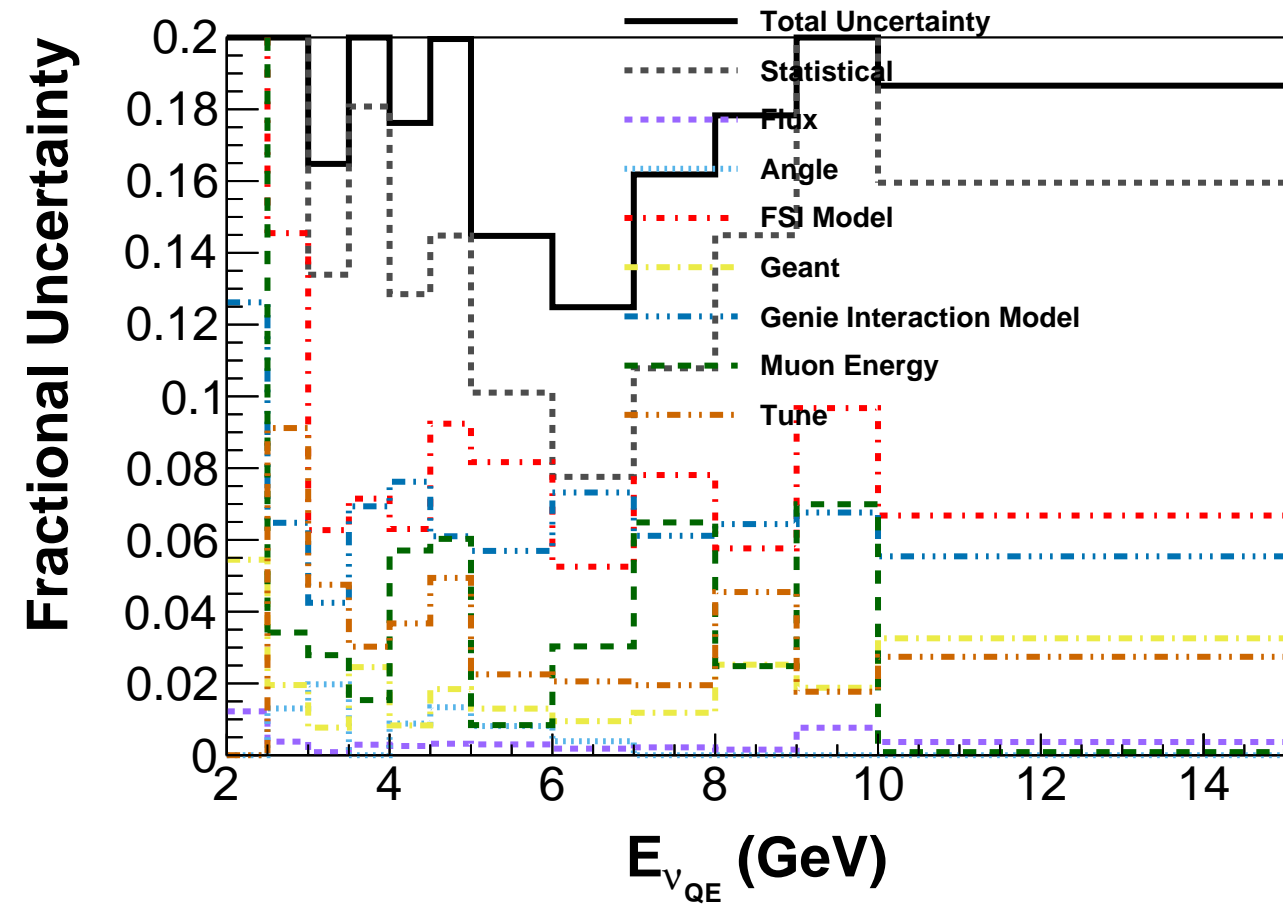 Total Uncertainty
Statistical
Flux
Angle
FSI Model
Geant
Genie Interaction Model
Muon Energy
Tune
Fractional Uncertainty
0.2
0.18
0.16
0.14
0.12
0.1
0.08
0.06
0.04
0.02
0
2 4 6 8 10 12 14
E_ν_QE (GeV)